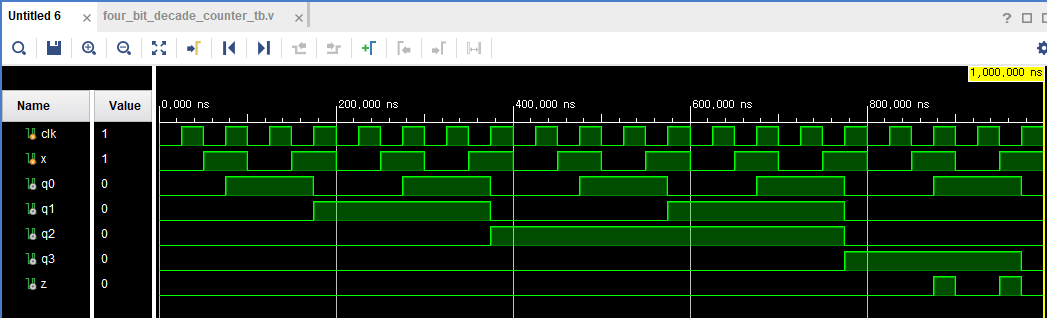 Untitled 6 × four_bit_decade_counter_tb.v ×
?
1,000,000 ns
Name Value
0,000 ns 200,000 ns 400,000 ns 600,000 ns 800,000 ns
clk 1
x 1
q0 0
q1 0
q2 0
q3 0
z 0